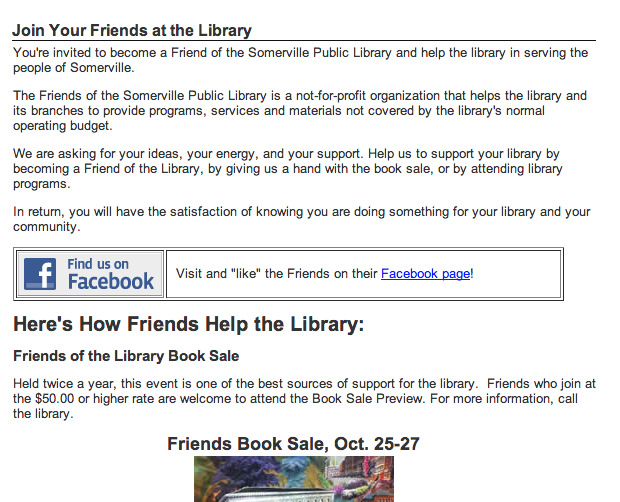 Join Your Friends at the Library
You're invited to become a Friend of the Somerville Public Library and help the library in serving the
people of Somerville.
The Friends of the Somerville Public Library is a not-for-profit organization that helps the library and
its branches to provide programs, services and materials not covered by the library's normal
operating budget.
We are asking for your ideas, your energy, and your support. Help us to support your library by
becoming a Friend of the Library, by giving us a hand with the book sale, or by attending library
programs.
In return, you will have the satisfaction of knowing you are doing something for your library and your
community.
f Find us on
Facebook
Visit and "like" the Friends on their Facebook page!
Here's How Friends Help the Library:
Friends of the Library Book Sale
Held twice a year, this event is one of the best sources of support for the library.  Friends who join at
the $50.00 or higher rate are welcome to attend the Book Sale Preview. For more information, call
the library.
Friends Book Sale, Oct. 25-27